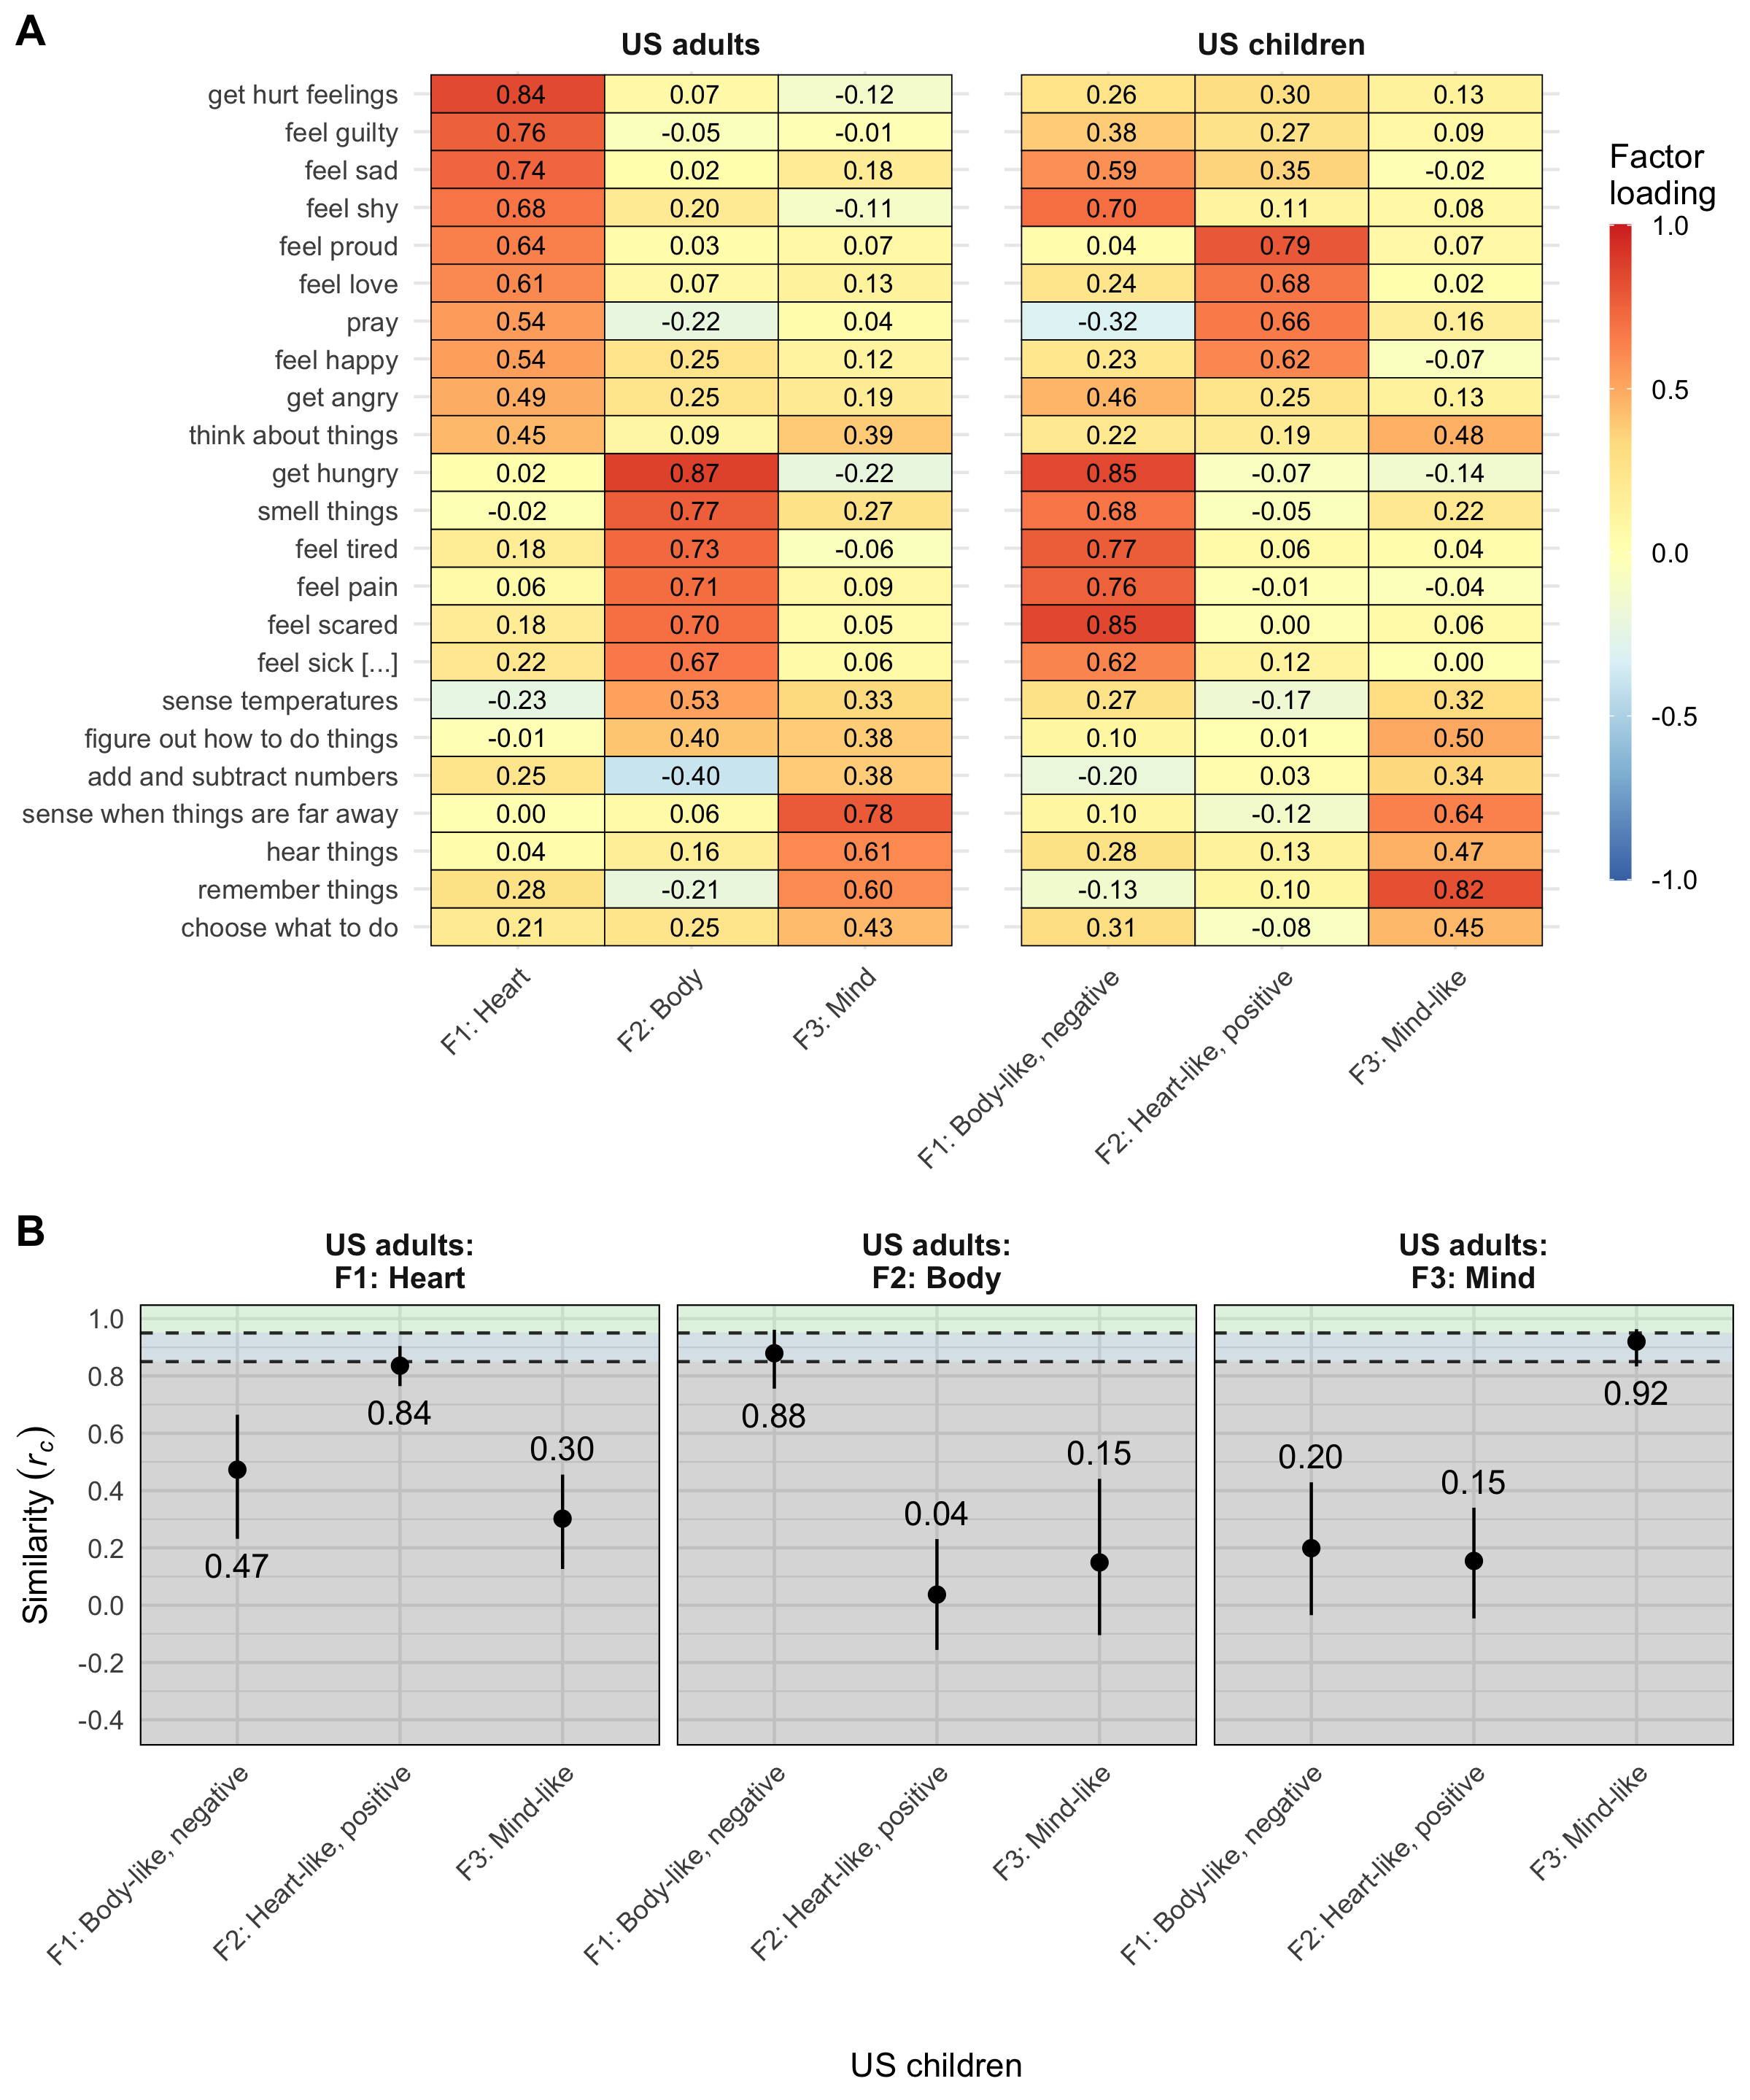 A
US adults
US children
get hurt feelings 0.84 0.07 -0.12 0.26 0.30 0.13
feel guilty 0.76 -0.05 -0.01 0.38 0.27 0.09
feel sad 0.74 0.02 0.18 0.59 0.35 -0.02
feel shy 0.68 0.20 -0.11 0.70 0.11 0.08
feel proud 0.64 0.03 0.07 0.04 0.79 0.07
feel love 0.61 0.07 0.13 0.24 0.68 0.02
pray 0.54 -0.22 0.04 -0.32 0.66 0.16
feel happy 0.54 0.25 0.12 0.23 0.62 -0.07
get angry 0.49 0.25 0.19 0.46 0.25 0.13
think about things 0.45 0.09 0.39 0.22 0.19 0.48
get hungry 0.02 0.87 -0.22 0.85 -0.07 -0.14
smell things -0.02 0.77 0.27 0.68 -0.05 0.22
feel tired 0.18 0.73 -0.06 0.77 0.06 0.04
feel pain 0.06 0.71 0.09 0.76 -0.01 -0.04
feel scared 0.18 0.70 0.05 0.85 0.00 0.06
feel sick [...] 0.22 0.67 0.06 0.62 0.12 0.00
sense temperatures -0.23 0.53 0.33 0.27 -0.17 0.32
figure out how to do things -0.01 0.40 0.38 0.10 0.01 0.50
add and subtract numbers 0.25 -0.40 0.38 -0.20 0.03 0.34
sense when things are far away 0.00 0.06 0.78 0.10 -0.12 0.64
hear things 0.04 0.16 0.61 0.28 0.13 0.47
remember things 0.28 -0.21 0.60 -0.13 0.10 0.82
choose what to do 0.21 0.25 0.43 0.31 -0.08 0.45
F1: Heart
F2: Body
F3: Mind
F1: Body-like, negative
F2: Heart-like, positive
F3: Mind-like
Factor
loading
1.0
0.5
0.0
-0.5
-1.0
B
US adults:
F1: Heart
US adults:
F2: Body
US adults:
F3: Mind
Similarity (r c)
1.0
0.8
0.6
0.4
0.2
0.0
-0.2
-0.4
0.47
0.84
0.30
0.88
0.04
0.15
0.20
0.15
0.92
F1: Body-like, negative
F2: Heart-like, positive
F3: Mind-like
F1: Body-like, negative
F2: Heart-like, positive
F3: Mind-like
F1: Body-like, negative
F2: Heart-like, positive
F3: Mind-like
US children